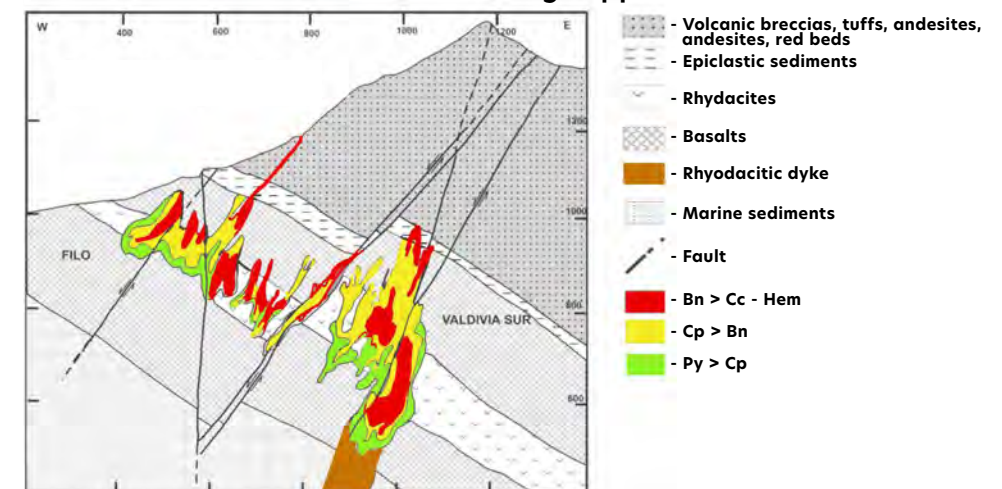 W
400
600
800
1000
1200
E
1200
1000
800
600
FILO
VALDIVIA SUR
- Volcanic breccias, tuffs, andesites,
andesites, red beds
- Epiclastic sediments
- Rhydacites
- Basalts
- Rhyodacitic dyke
- Marine sediments
- Fault
- Bn > Cc - Hem
- Cp > Bn
- Py > Cp